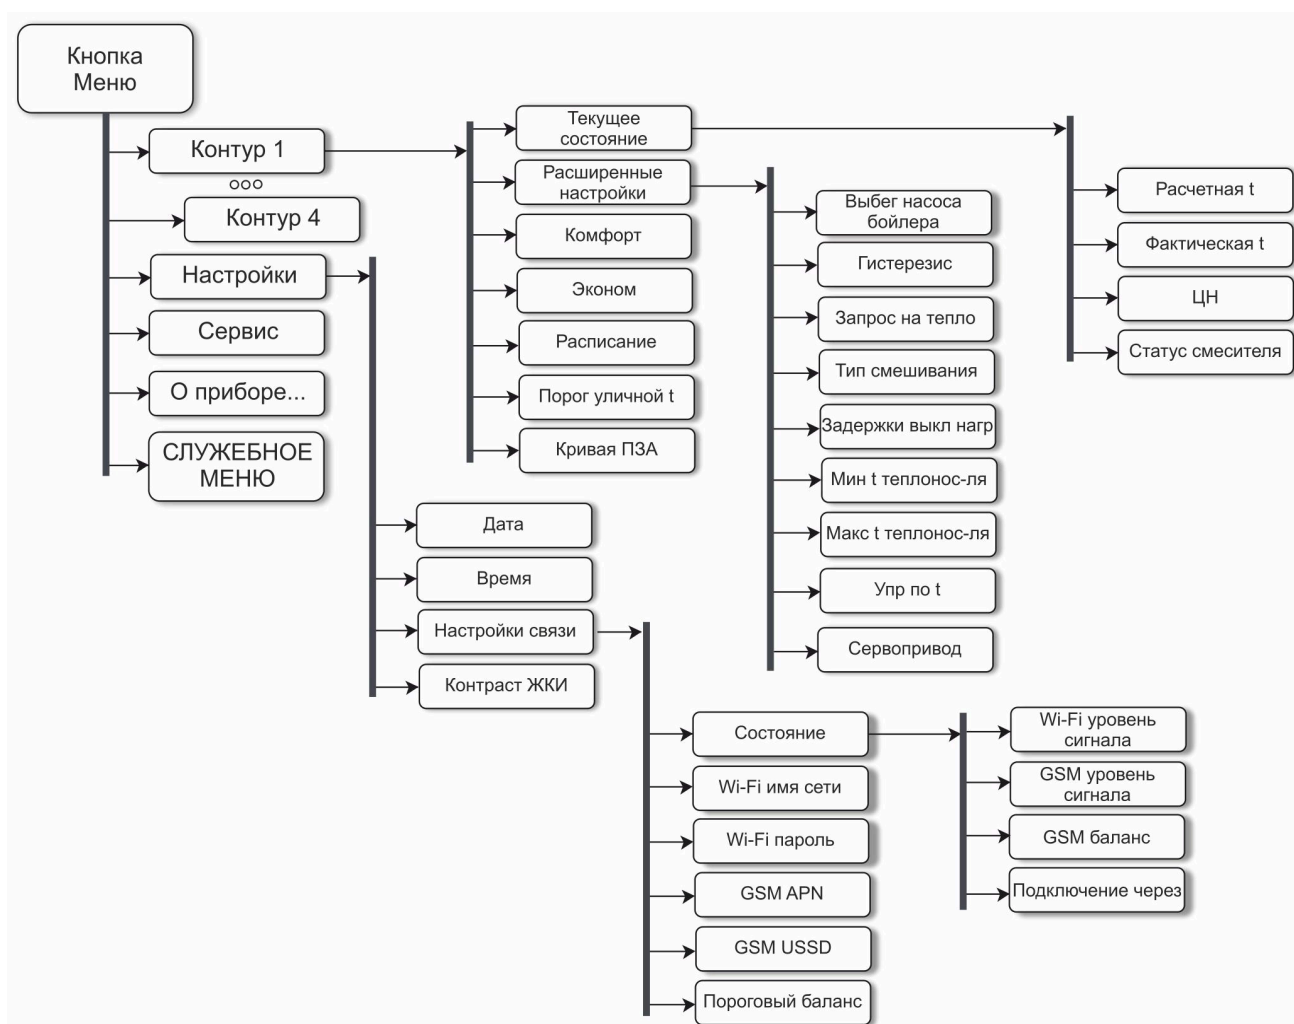 Кнопка
Меню
Контур 1
Контур 4
Настройки
Сервис
О приборе...
СЛУЖЕБНОЕ
МЕНЮ
Текущее
состояние
Расширенные
настройки
Комфорт
Эконом
Расписание
Порог уличной t
Кривая ПЗА
Расчетная t
Фактическая t
ЦН
Статус смесителя
Выбег насоса
бойлера
Гистерезис
Запрос на тепло
Тип смешивания
Задержки выкл нагр
Мин t теплонос-ля
Макс t теплонос-ля
Упр по t
Сервопривод
Дата
Время
Настройки связи
Контраст ЖКИ
Состояние
Wi-Fi имя сети
Wi-Fi пароль
GSM APN
GSM USSD
Пороговый баланс
Wi-Fi уровень
сигнала
GSM уровень
сигнала
GSM баланс
Подключение через